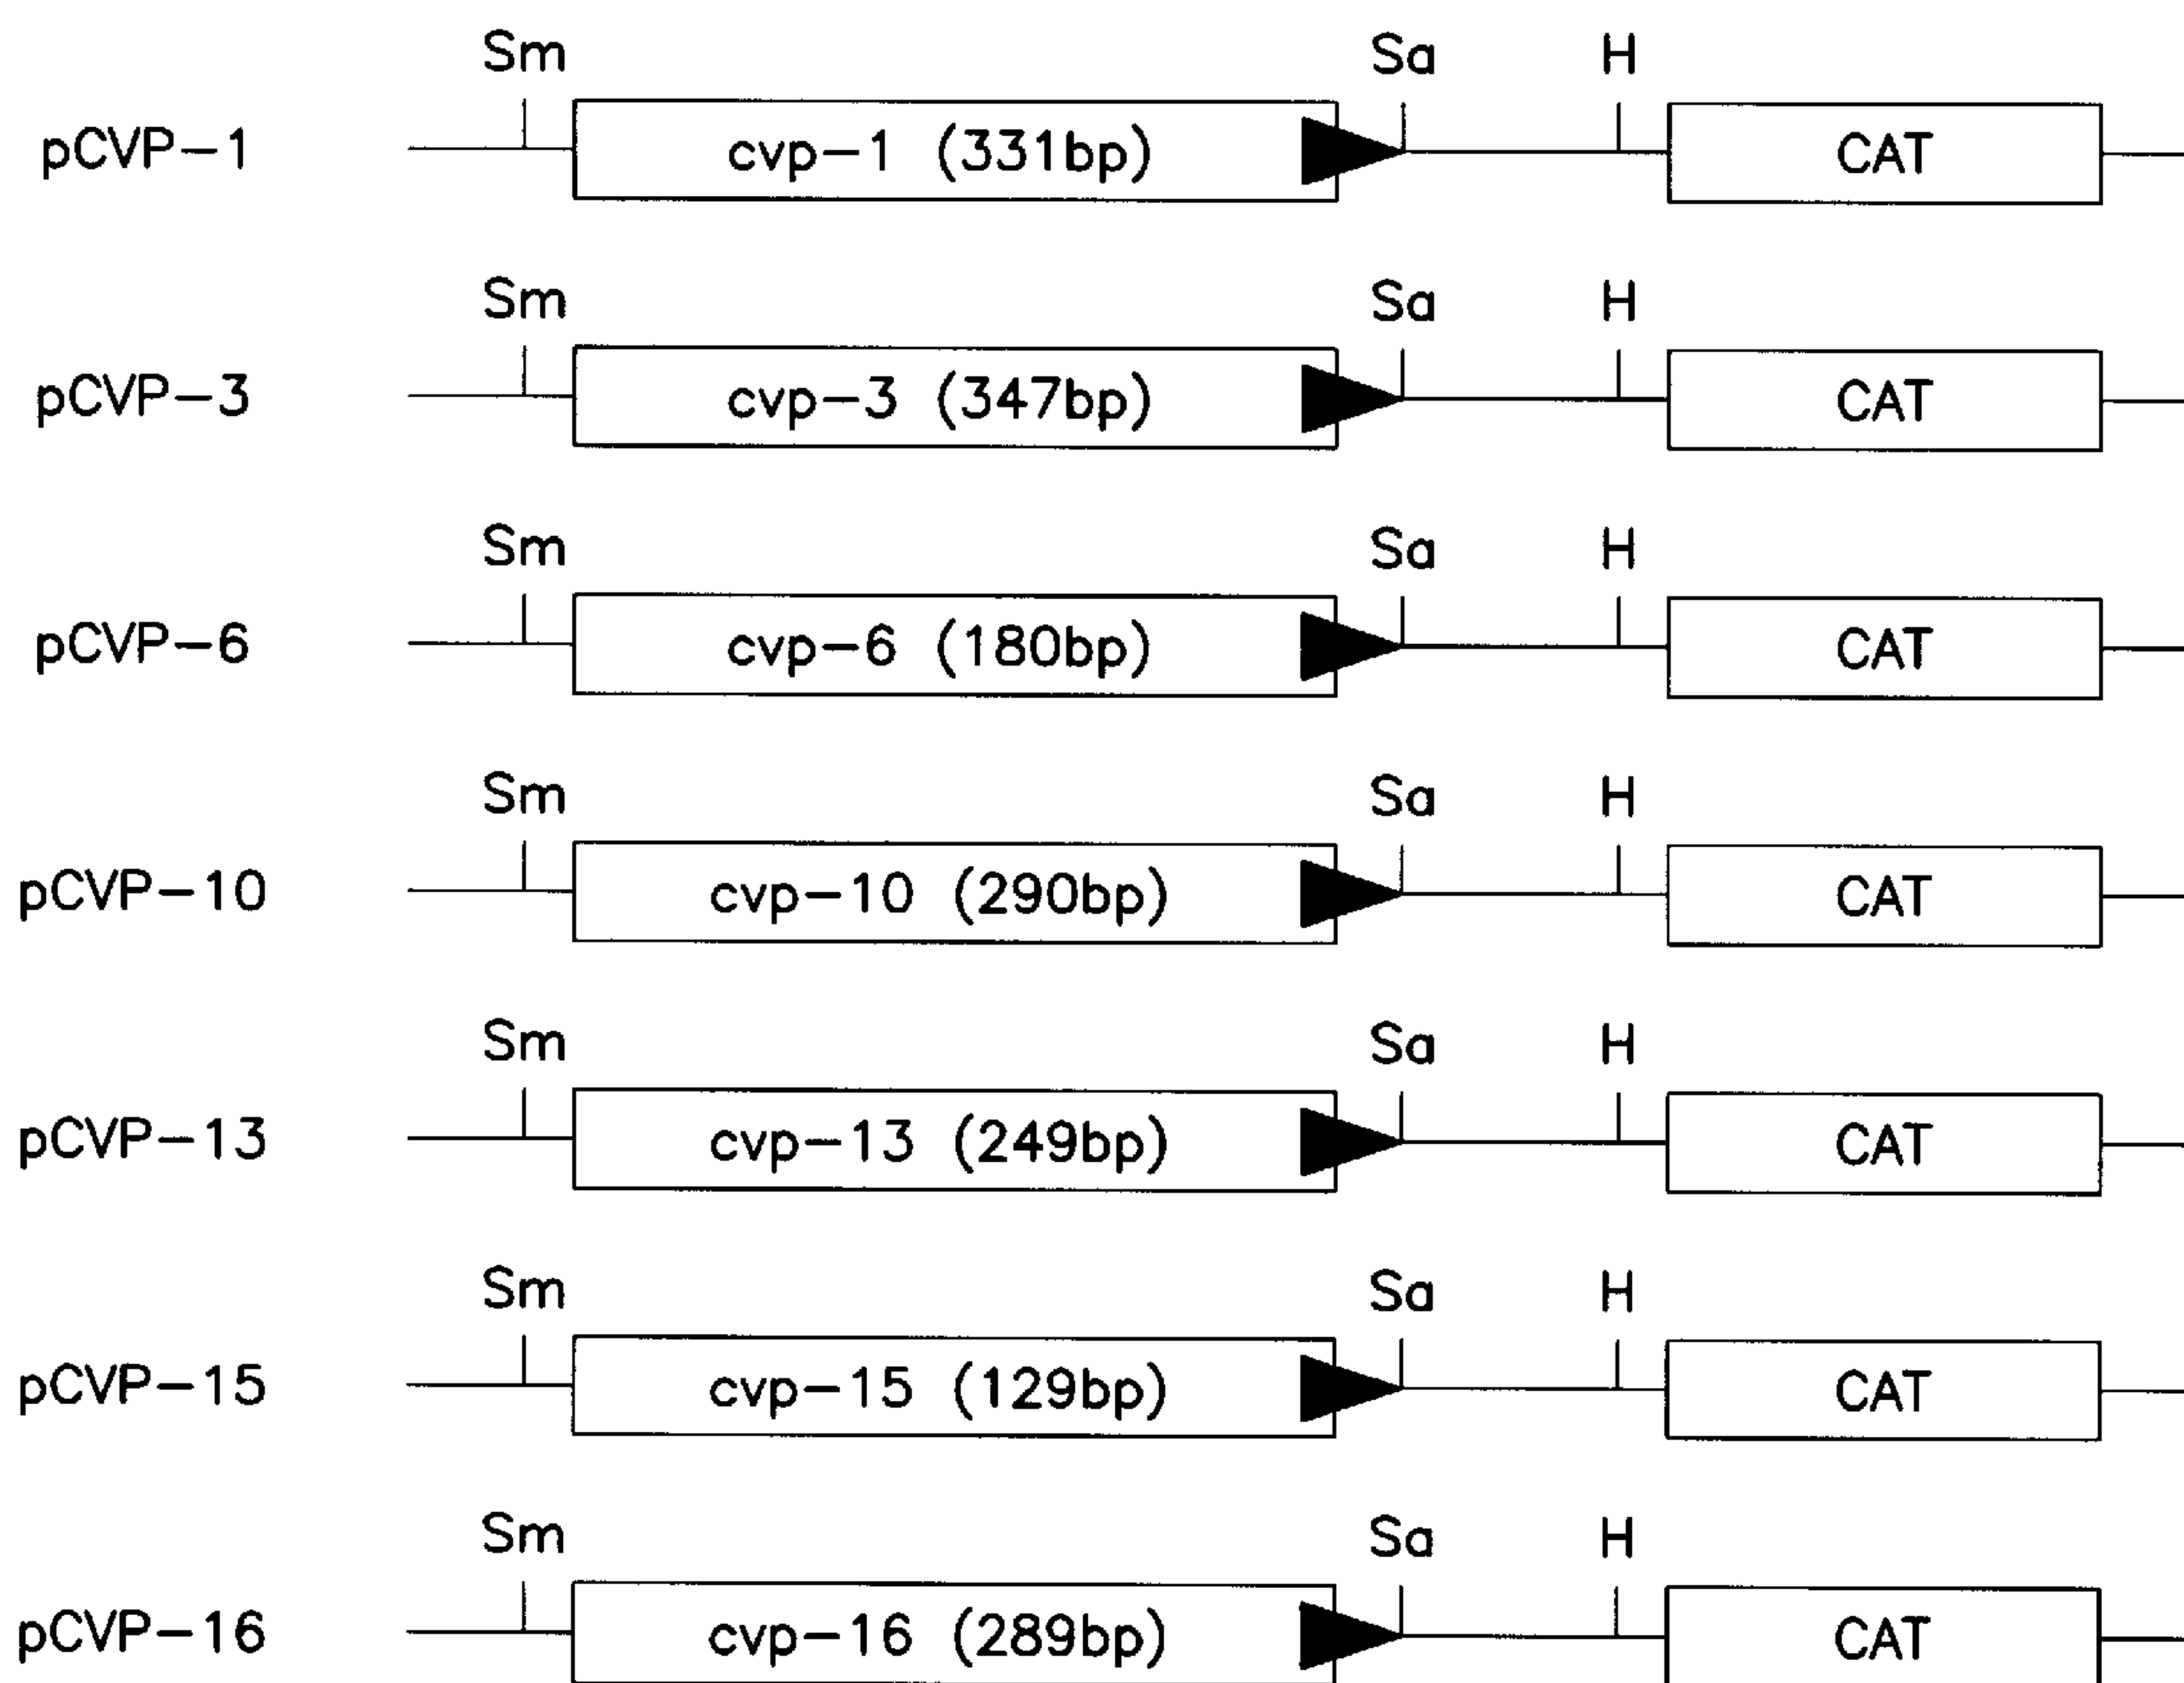 Sm Sa H
pCVP-1 cvp-1 (331bp) CAT
Sm Sa H
pCVP-3 cvp-3 (347bp) CAT
Sm Sa H
pCVP-6 cvp-6 (180bp) CAT
Sm Sa H
pCVP-10 cvp-10 (290bp) CAT
Sm Sa H
pCVP-13 cvp-13 (249bp) CAT
Sm Sa H
pCVP-15 cvp-15 (129bp) CAT
Sm Sa H
pCVP-16 cvp-16 (289bp) CAT